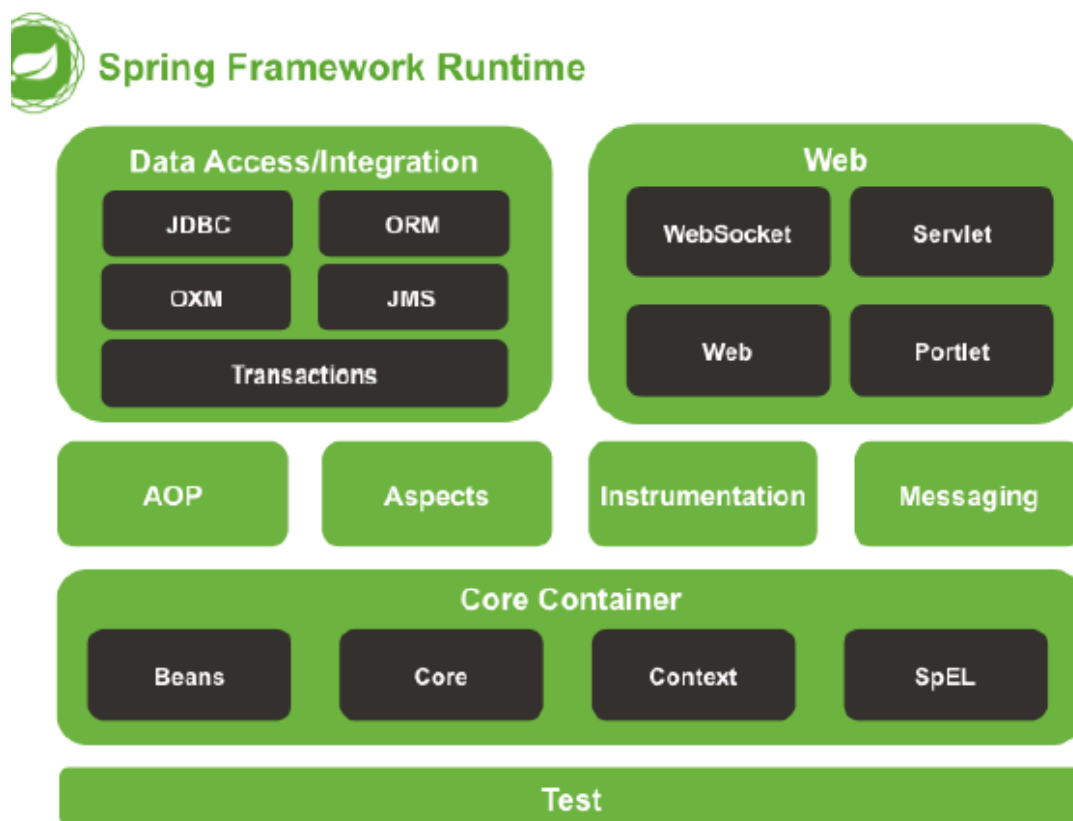 Spring Framework Runtime
Data Access/Integration
JDBC
ORM
OXM
JMS
Transactions
Web
WebSocket
Servlet
Web
Portlet
AOP
Aspects
Instrumentation
Messaging
Core Container
Beans
Core
Context
SpEL
Test